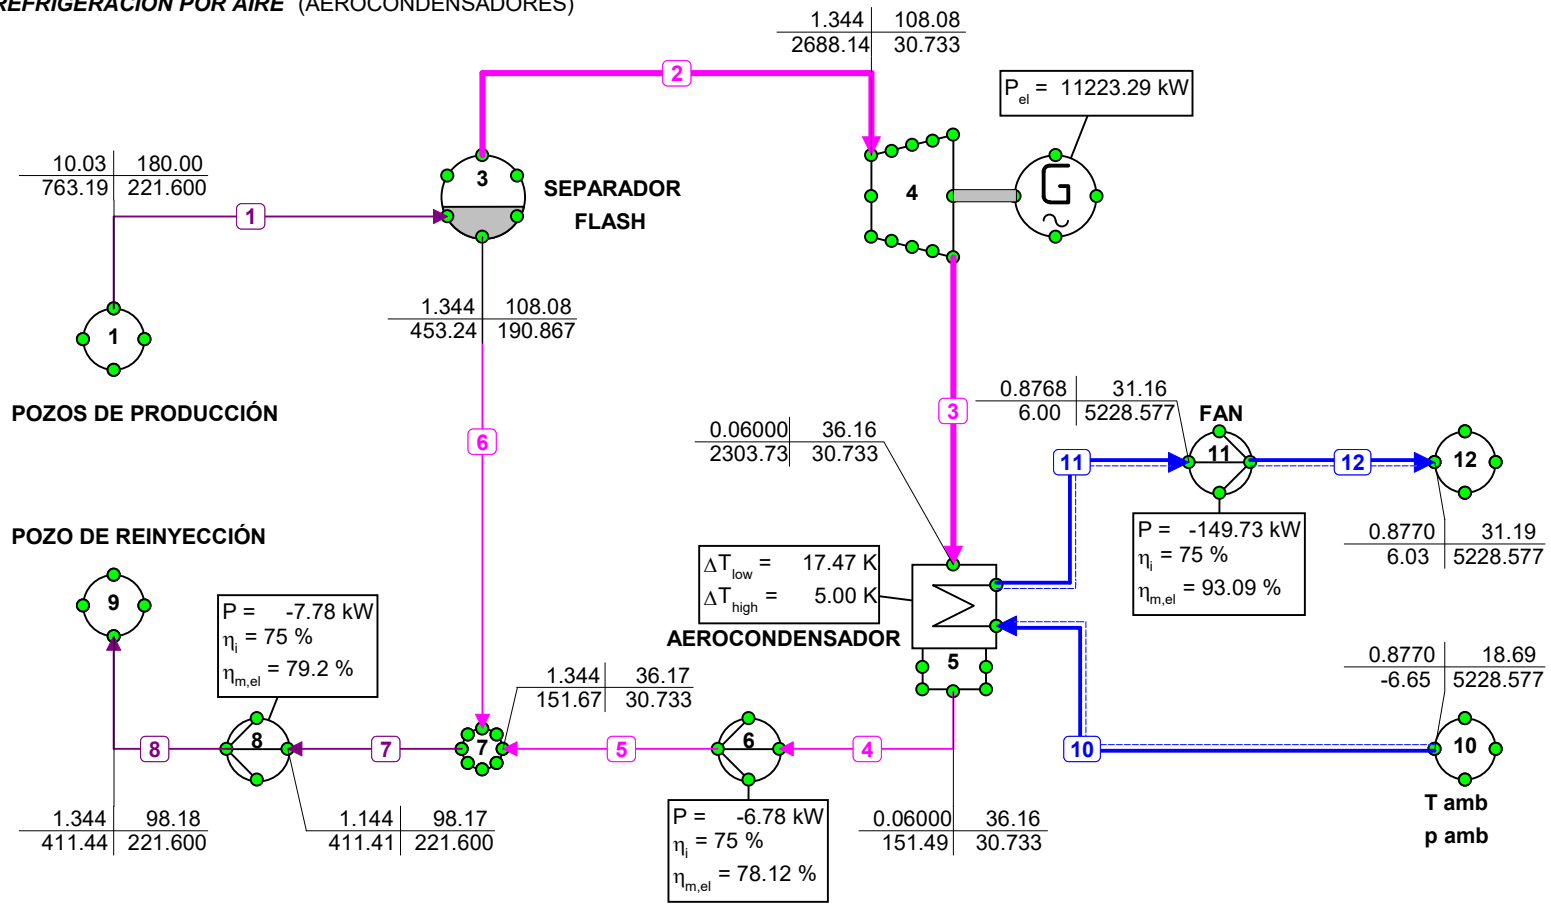 REFRIGERACIÓN POR AIRE (AEROCONDENSADORES)
1.344 108.08
2688.14 30.733
2
P el = 11223.29 kW
10.03 180.00
763.19 221.600
3
SEPARADOR
FLASH
4
G
1
1.344 108.08
453.24 190.867
1
POZOS DE PRODUCCIÓN
0.8768 31.16
6.00 5228.577
FAN
3
0.06000 36.16
2303.73 30.733
6
11
11
12
12
POZO DE REINYECCIÓN
P = -149.73 kW
ηi = 75 %
ηm,el = 93.09 %
0.8770 31.19
6.03 5228.577
ΔTlow = 17.47 K
ΔThigh = 5.00 K
AEROCONDENSADOR
5
9
P = -7.78 kW
ηi = 75 %
ηm,el = 79.2 %
1.344 36.17
151.67 30.733
0.8770 18.69
-6.65 5228.577
8
8
7
7
5
6
4
10
10
T amb
p amb
1.344 98.18
411.44 221.600
1.144 98.17
411.41 221.600
P = -6.78 kW
ηi = 75 %
ηm,el = 78.12 %
0.06000 36.16
151.49 30.733